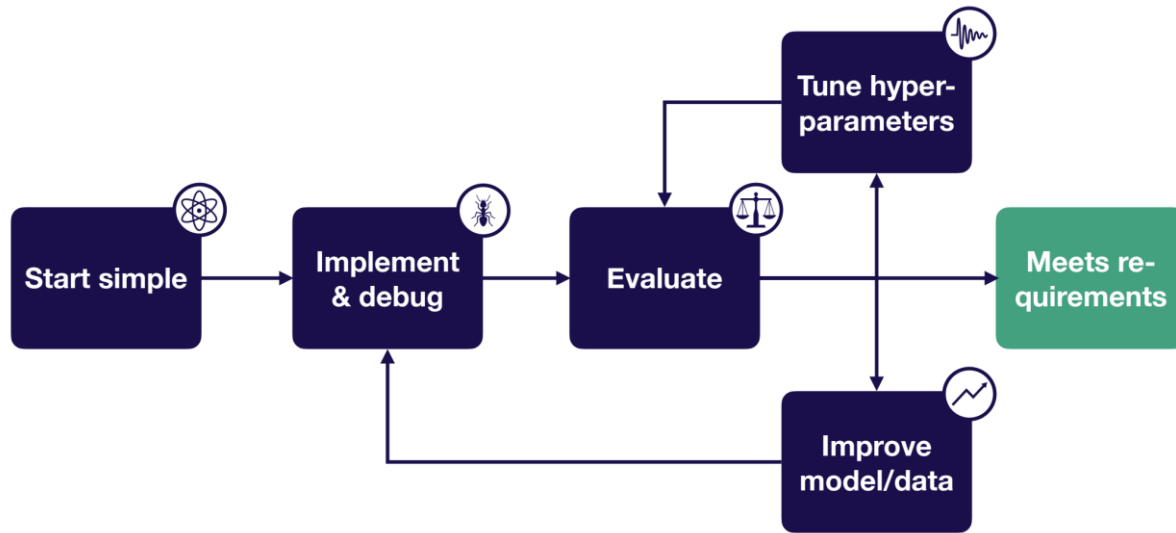 Tune hyper-
parameters
Start simple
Implement
& debug
Evaluate
Meets re-
quirements
Improve
model/data